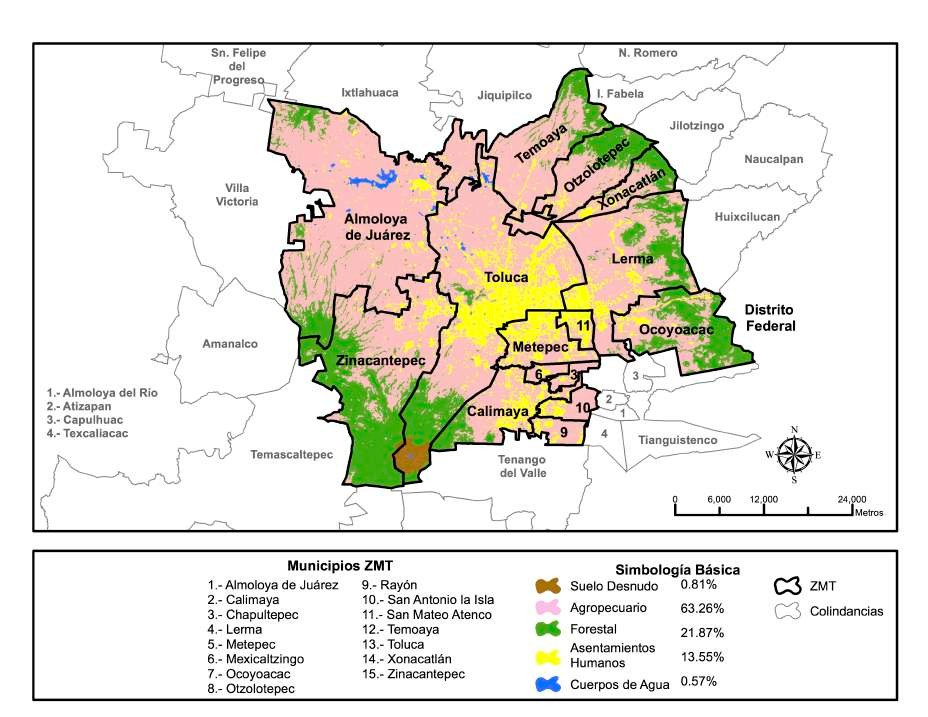 Sn. Felipe
del
Progreso
Ixtlahuaca
Jiquipilco
N. Romero
I. Fabela
Jilotzingo
Naucalpan
Huixcilucan
Villa
Victoria
Temoaya
Otzolotepec
Xonacatlán
Almoloya
de Juárez
Toluca
Lerma
Distrito
Federal
Ocoyoacac
11
Metepec
Amanalco
Zinacantepec
6
3
3
1.- Almoloya del Río
2.- Atizapan
3.- Capulhuac
4.- Texcaliacac
Calimaya
10
2
1
9
4
Tianguistenco
Temascaltepec
Tenango
del Valle
N
W
E
S
0
6,000
12,000
24,000
Metros
Municipios ZMT
1.- Almoloya de Juárez
2.- Calimaya
3.- Chapultepec
4.- Lerma
5.- Metepec
6.- Mexicaltzingo
7.- Ocoyoacac
8.- Otzolotepec
9.- Rayón
10.- San Antonio la Isla
11.- San Mateo Atenco
12.- Temoaya
13.- Toluca
14.- Xonacatlán
15.- Zinacantepec
Simbología Básica
Suelo Desnudo 0.81%
Agropecuario 63.26%
Forestal 21.87%
Asentamientos
Humanos 13.55%
Cuerpos de Agua 0.57%
ZMT
Colindancias